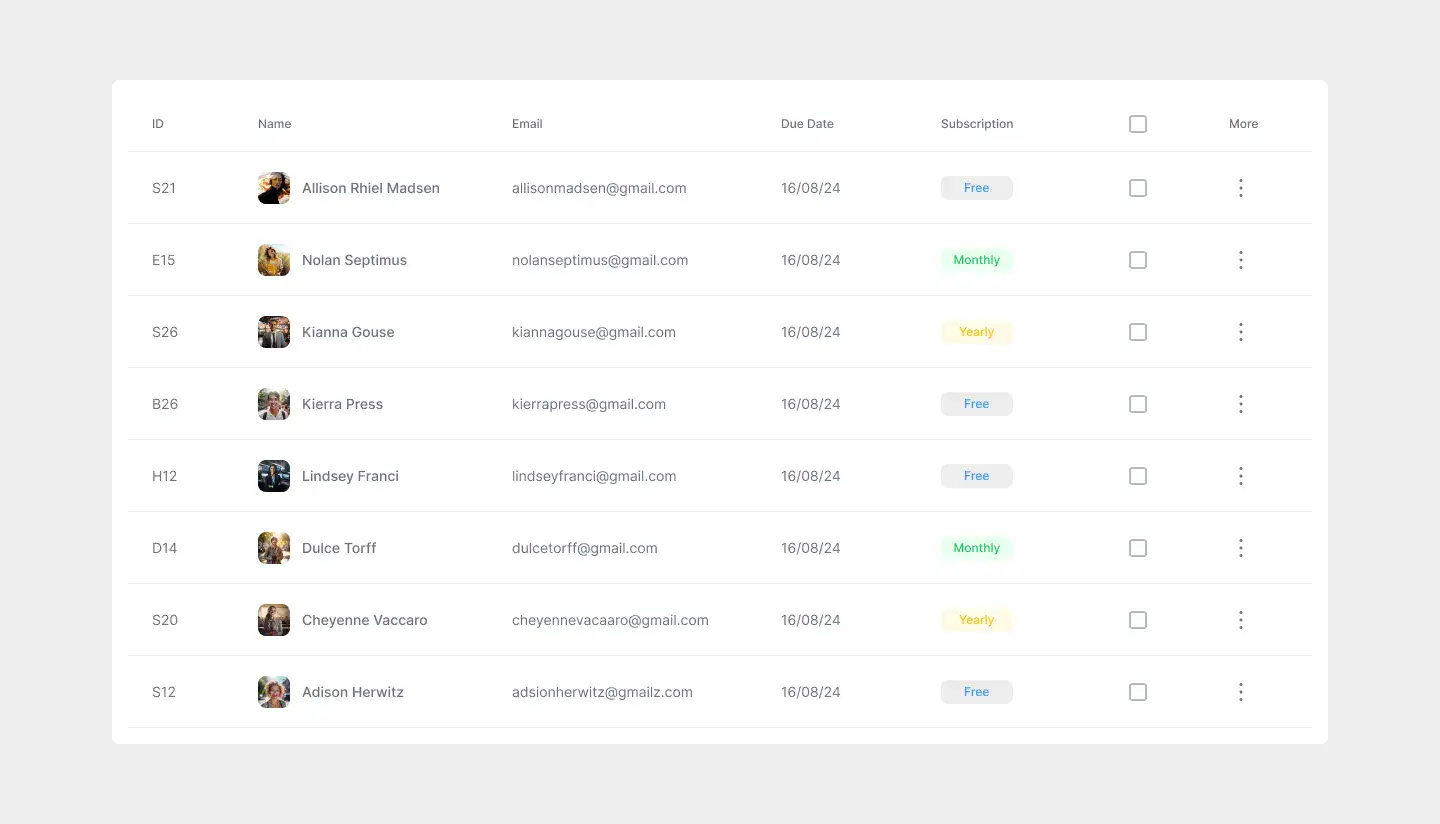 ID Name Email Due Date Subscription More
S21 Allison Rhiel Madsen allisonmadsen@gmail.com 16/08/24 Free
E15 Nolan Septimus nolanseptimus@gmail.com 16/08/24 Monthly
S26 Kianna Gouse kiannagouse@gmail.com 16/08/24 Yearly
B26 Kierra Press kierrapress@gmail.com 16/08/24 Free
H12 Lindsey Franci lindseyfranci@gmail.com 16/08/24 Free
D14 Dulce Torff dulcetorff@gmail.com 16/08/24 Monthly
S20 Cheyenne Vaccaro cheyennevacaaro@gmail.com 16/08/24 Yearly
S12 Adison Herwitz adsionherwitz@gmailz.com 16/08/24 Free